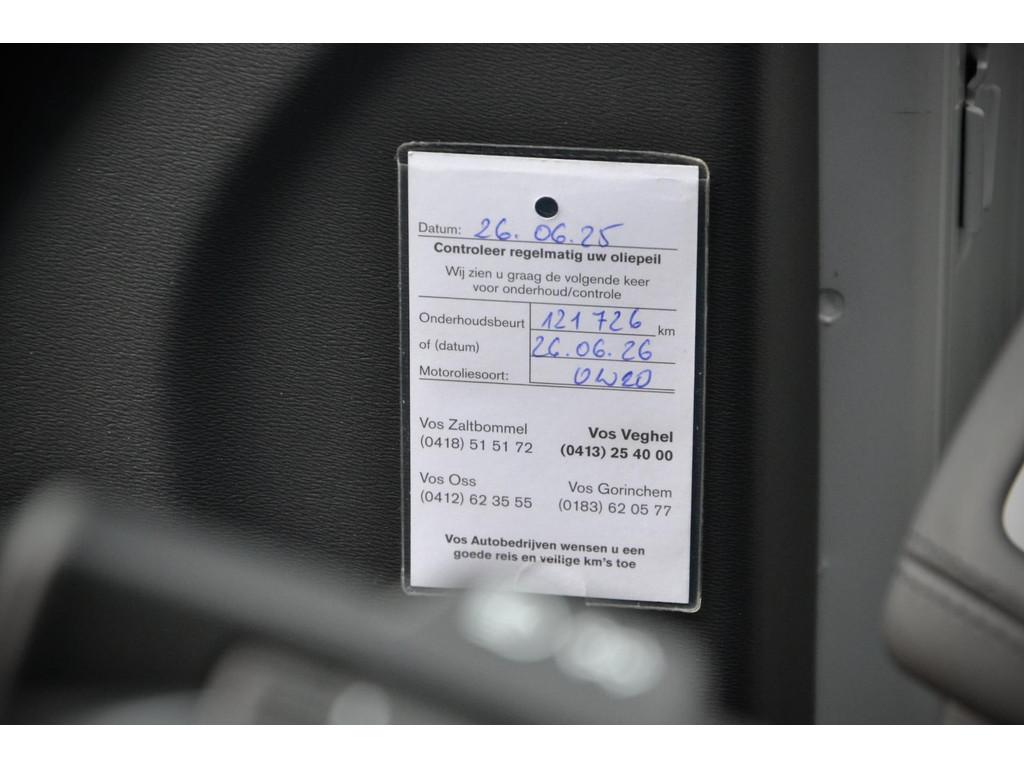 Datum: 26.06.25
Controleer regelmatig uw oliepeil
Wij zien u graag de volgende keer
voor onderhoud/controle
Onderhoudsbeurt 121 726 km
of (datum) 26.06.26
Motoroliesoort: 0W20
Vos Zaltbommel Vos Veghel
(0418) 51 51 72 (0413) 25 40 00
Vos Oss Vos Gorinchem
(0412) 62 35 55 (0183) 62 05 77
Vos Autobedrijven wensen u een
goede reis en veilige km's toe